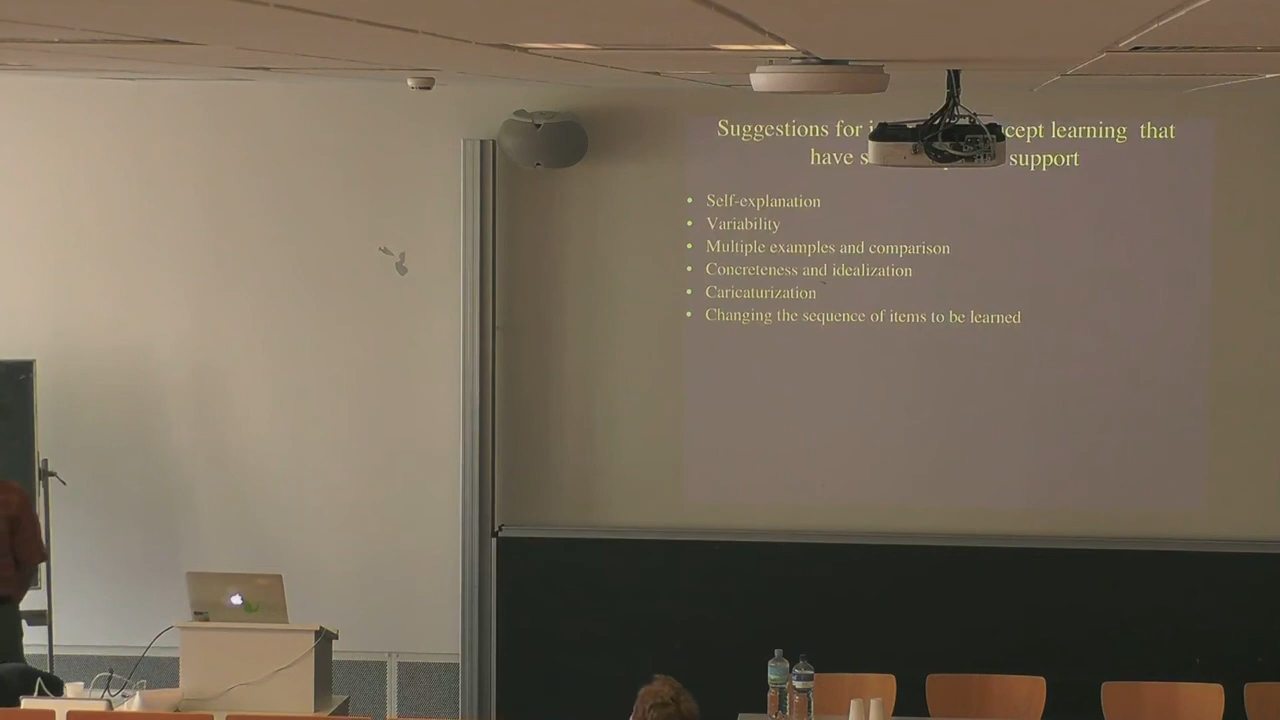 Suggestions for cept learning that
have support
• Self-explanation
• Variability
• Multiple examples and comparison
• Concreteness and idealization
• Caricaturization
• Changing the sequence of items to be learned